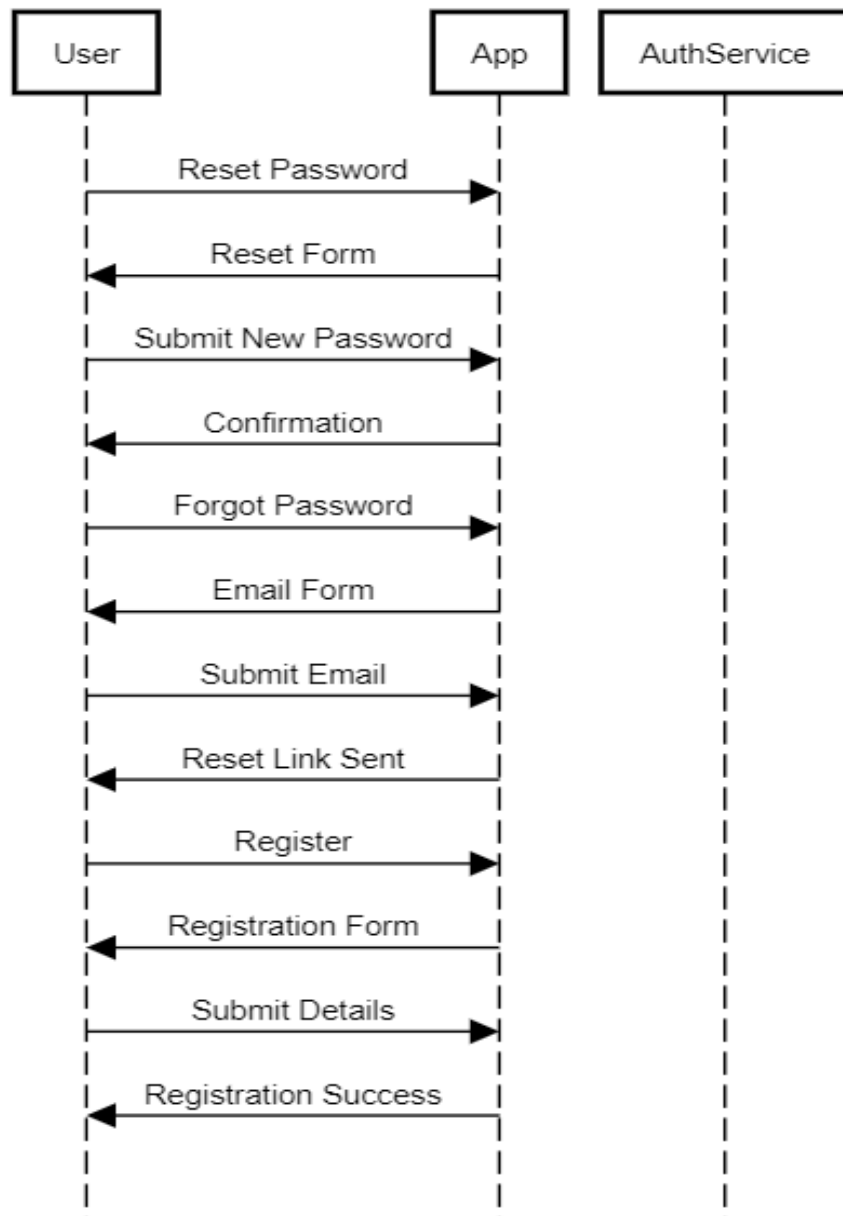 User
App
AuthService
Reset Password
Reset Form
Submit New Password
Confirmation
Forgot Password
Email Form
Submit Email
Reset Link Sent
Register
Registration Form
Submit Details
Registration Success